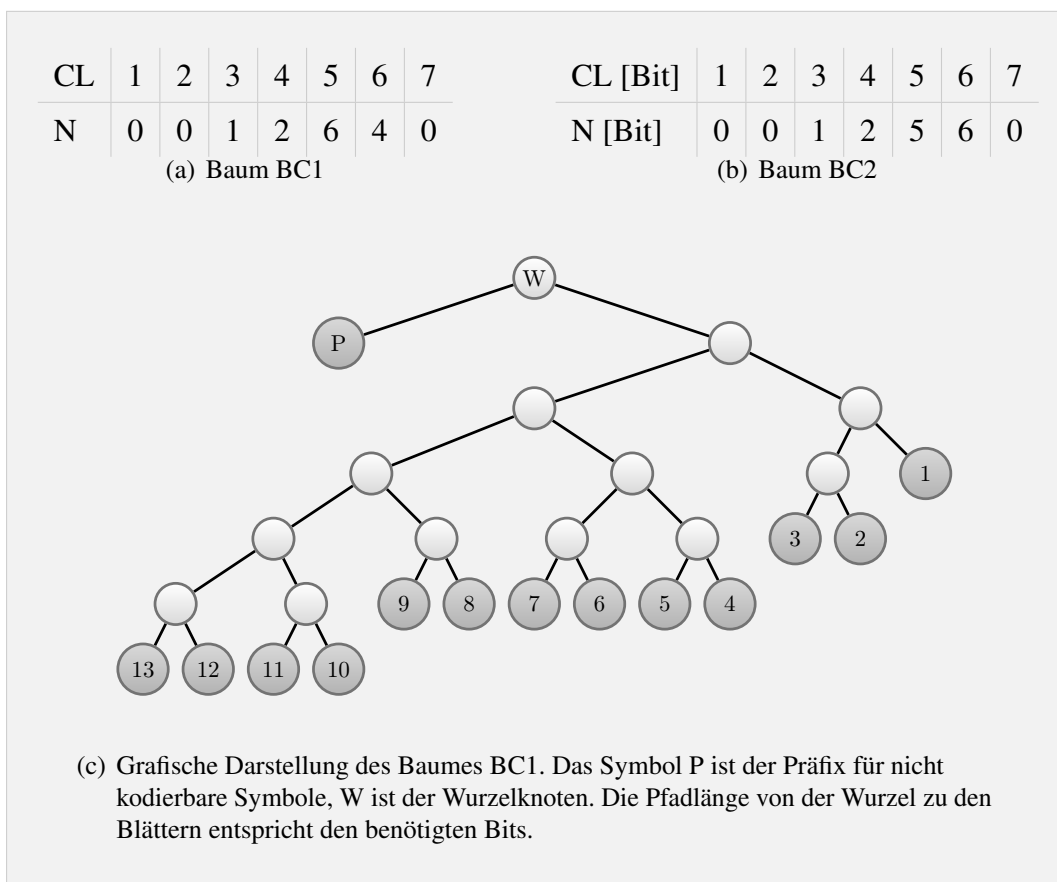 CL 1 2 3 4 5 6 7
N 0 0 1 2 6 4 0
(a) Baum BC1
CL [Bit] 1 2 3 4 5 6 7
N [Bit] 0 0 1 2 5 6 0
(b) Baum BC2
W
P
1
3 2
9 8 7 6 5 4
13 12 11 10
(c) Grafische Darstellung des Baumes BC1. Das Symbol P ist der Präfix für nicht
kodierbare Symbole, W ist der Wurzelknoten. Die Pfadlänge von der Wurzel zu den
Blättern entspricht den benötigten Bits.